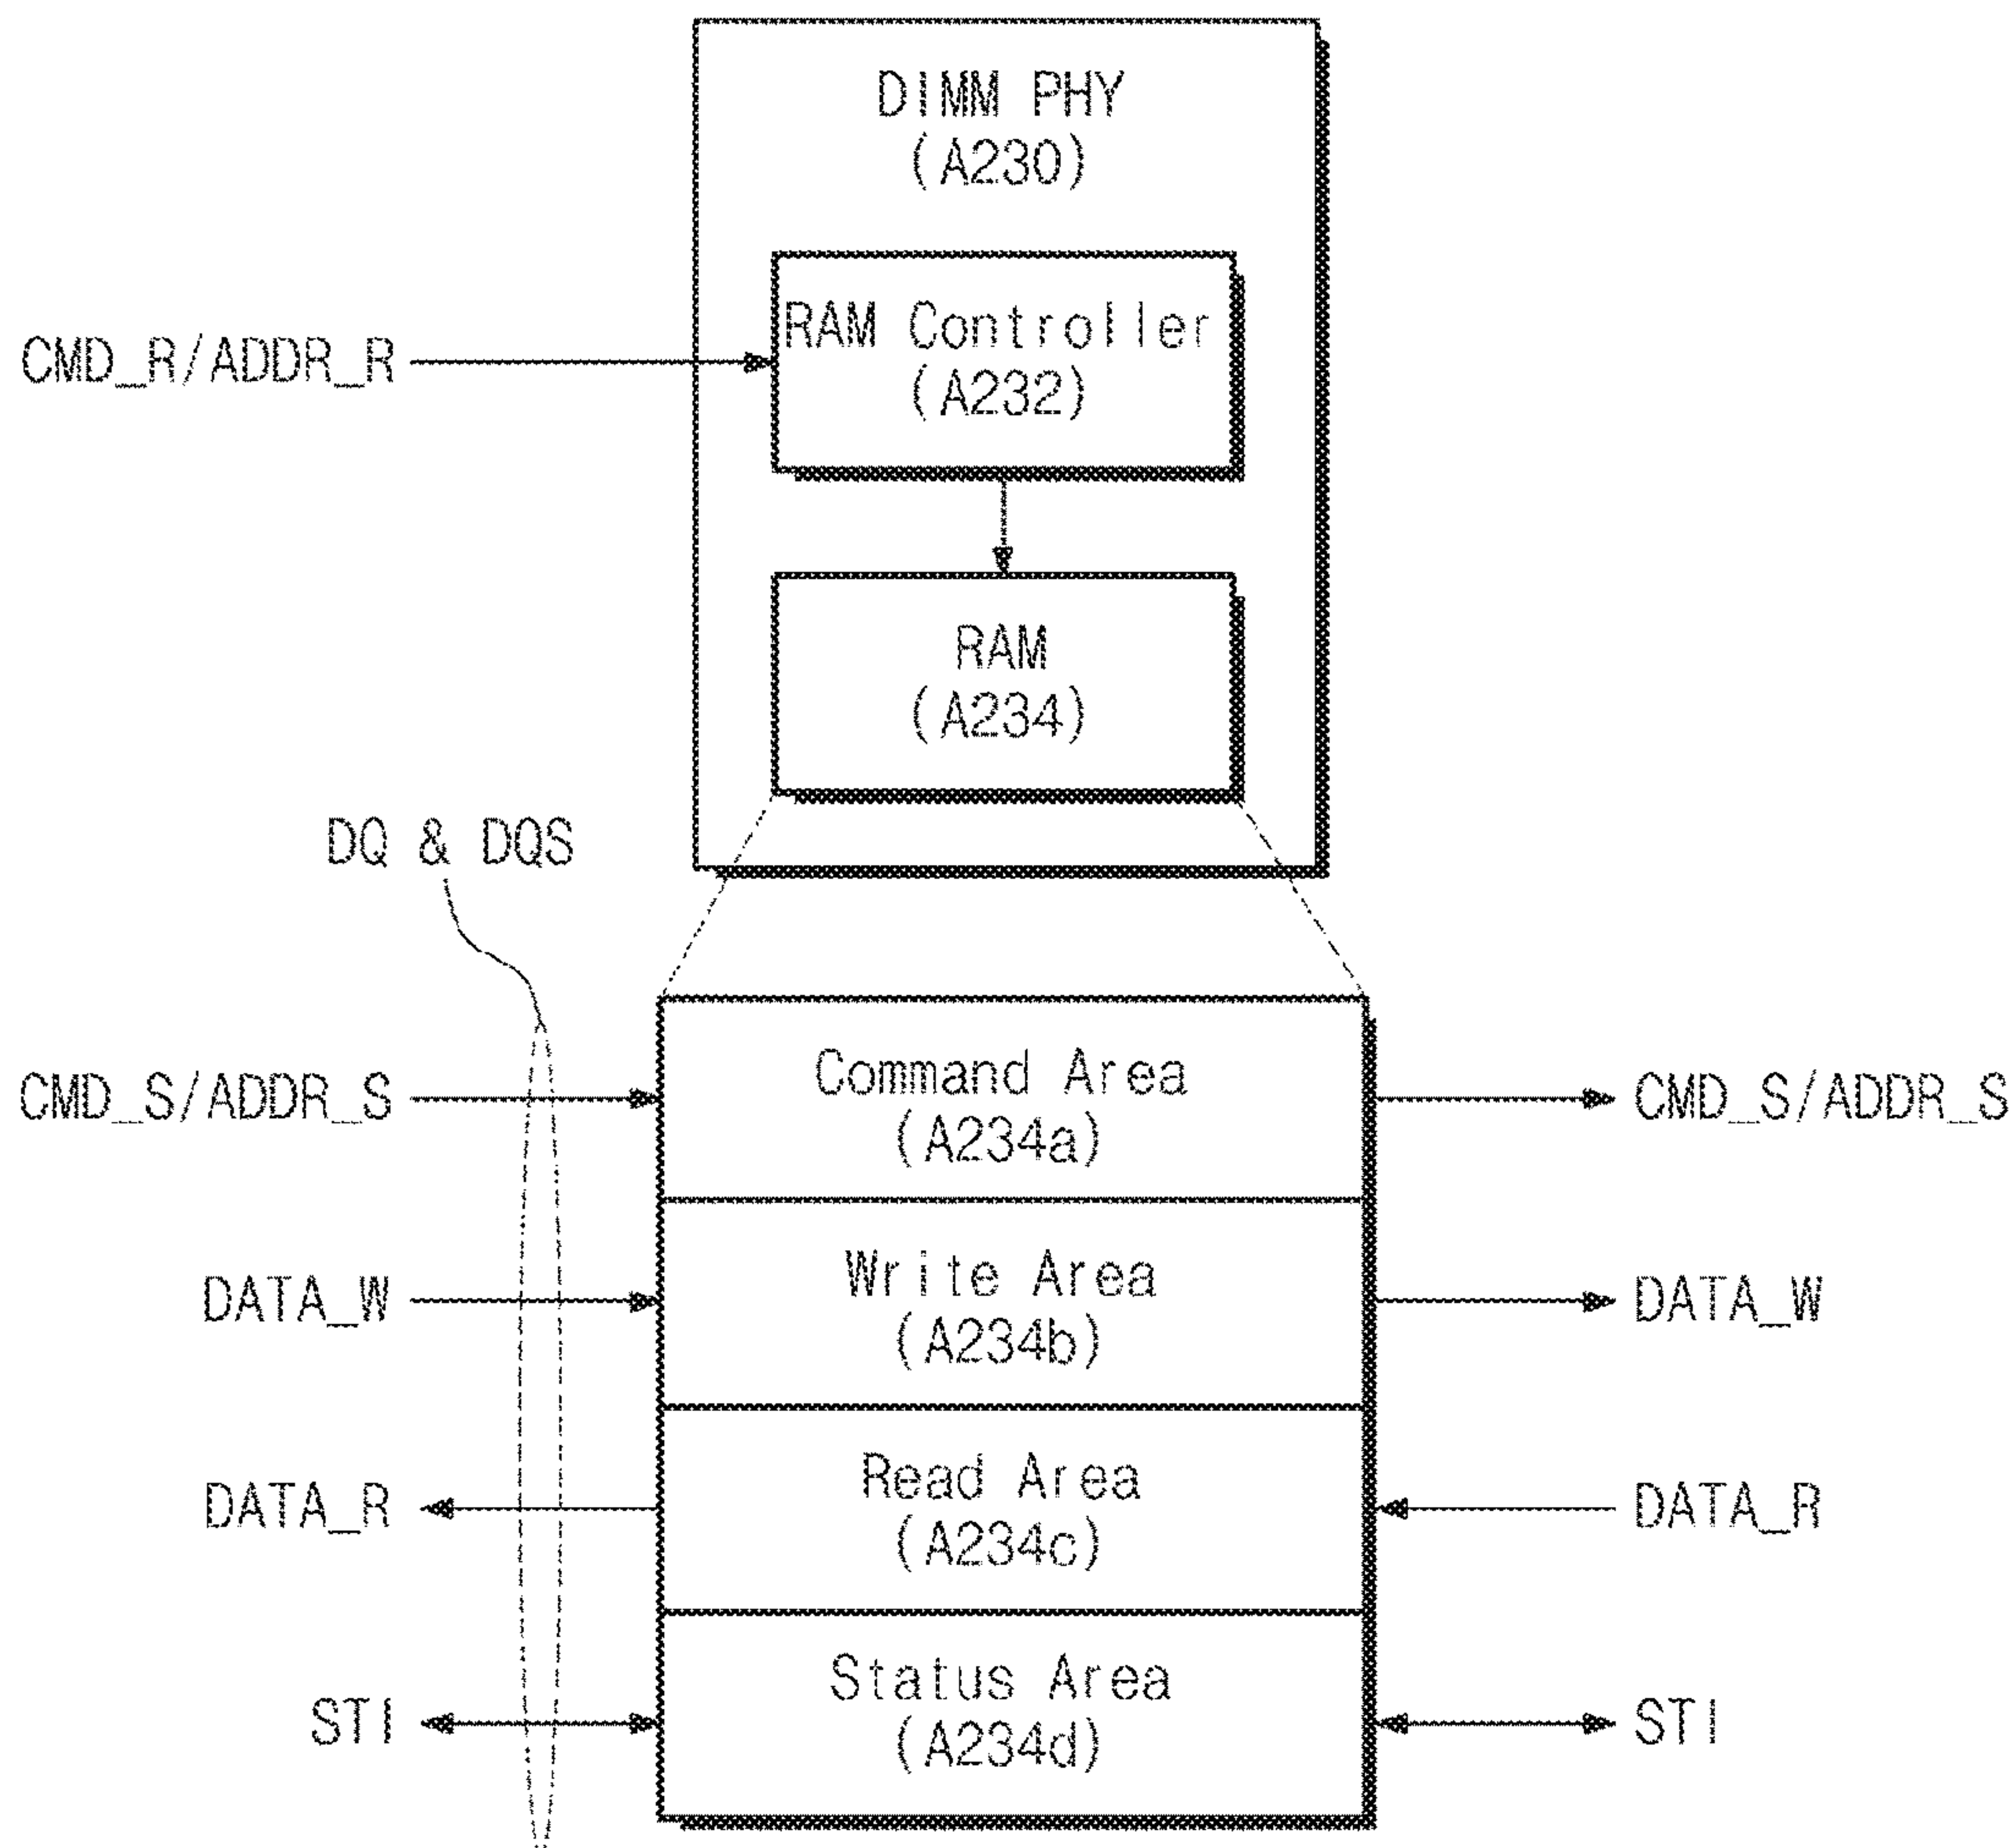 DIMM PHY
(A230)
RAM Controller
(A232)
CMD_R/ADDR_R
RAM
(A234)
DQ & DQS
Command Area
(A234a)
CMD_S/ADDR_S
CMD_S/ADDR_S
Write Area
(A234b)
DATA_W
DATA_W
Read Area
(A234c)
DATA_R
DATA_R
Status Area
(A234d)
STI
STI